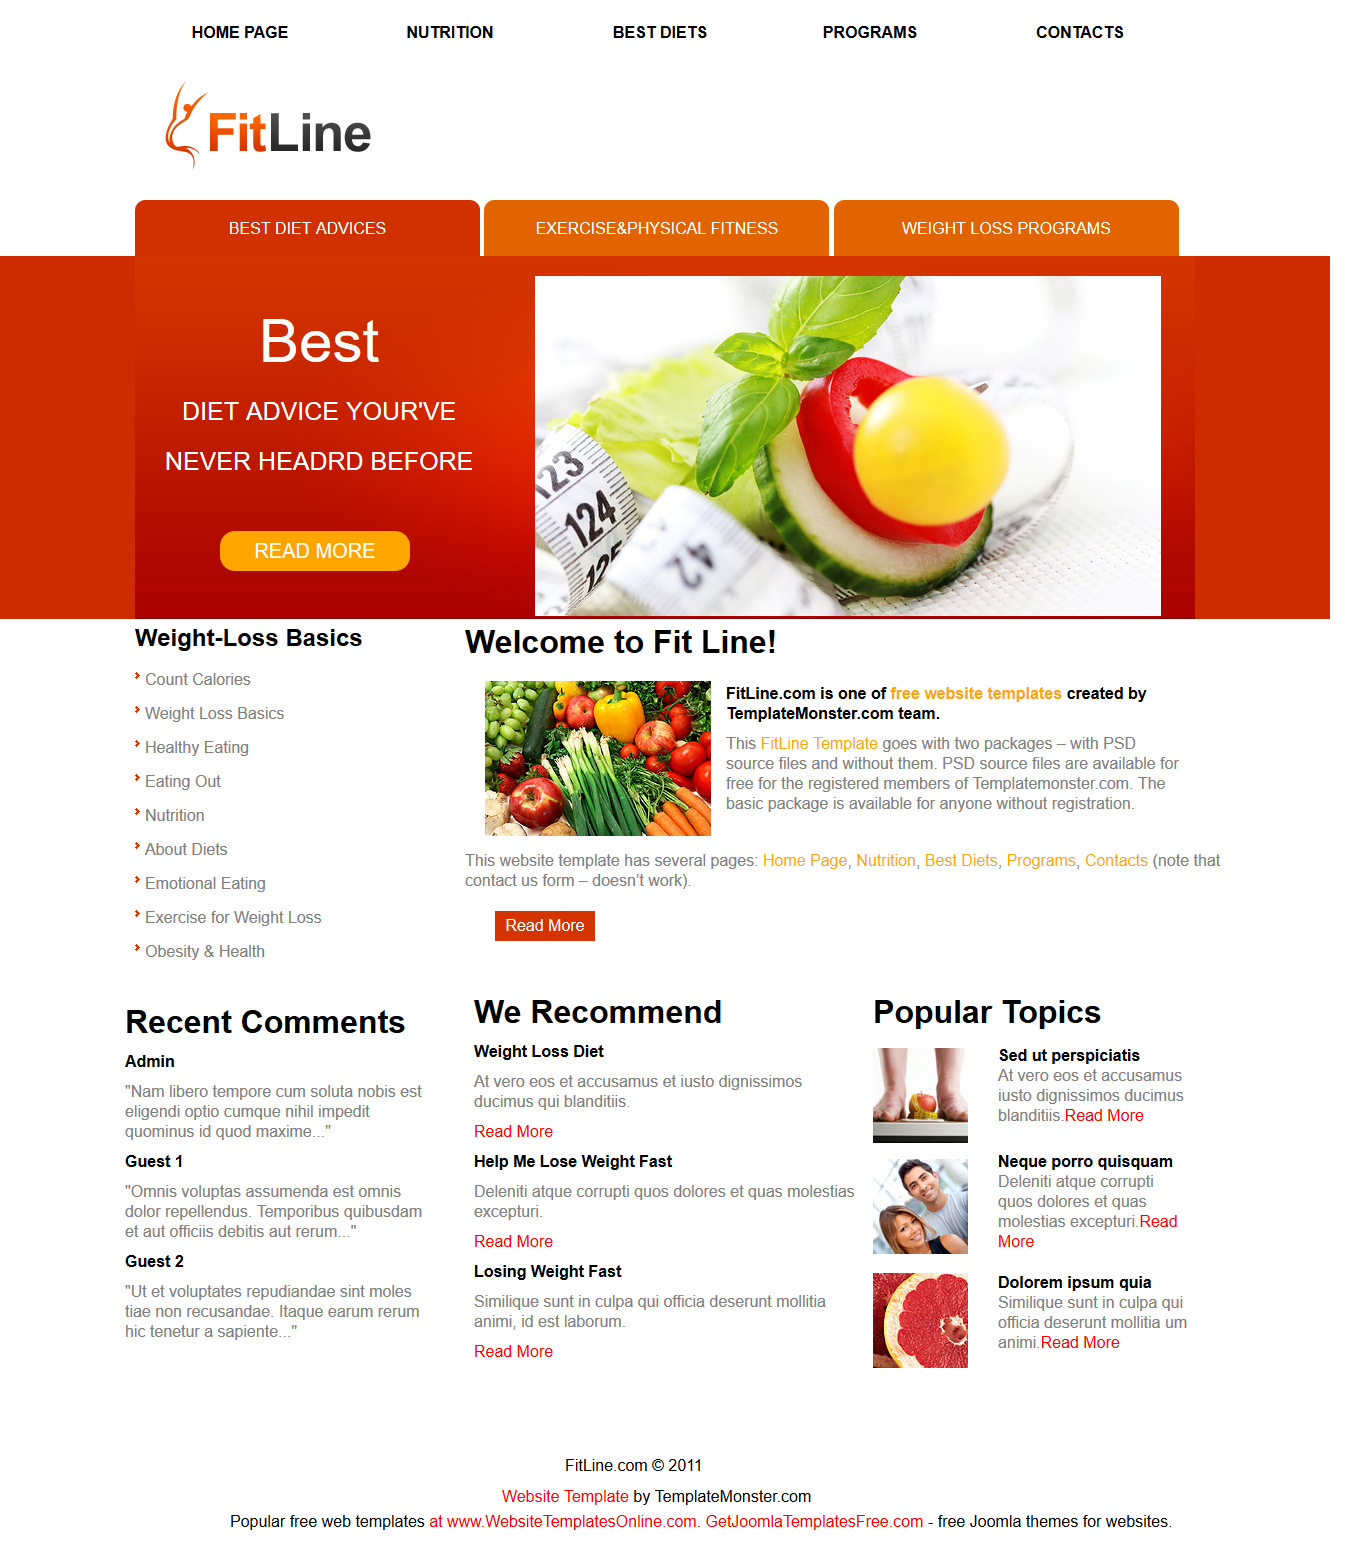 HOME PAGE NUTRITION BEST DIETS PROGRAMS CONTACTS
FitLine
BEST DIET ADVICES EXERCISE&PHYSICAL FITNESS WEIGHT LOSS PROGRAMS
Best
DIET ADVICE YOUR'VE
NEVER HEADRD BEFORE
READ MORE
123
124
42
Weight-Loss Basics
Count Calories
Weight Loss Basics
Healthy Eating
Eating Out
Nutrition
About Diets
Emotional Eating
Exercise for Weight Loss
Obesity & Health
Welcome to Fit Line!
FitLine.com is one of free website templates created by
TemplateMonster.com team.
This FitLine Template goes with two packages – with PSD
source files and without them. PSD source files are available for
free for the registered members of Templatemonster.com. The
basic package is available for anyone without registration.
This website template has several pages: Home Page, Nutrition, Best Diets, Programs, Contacts (note that
contact us form – doesn’t work).
Read More
Recent Comments
Admin
"Nam libero tempore cum soluta nobis est
eligendi optio cumque nihil impedit
quominus id quod maxime..."
Guest 1
"Omnis voluptas assumenda est omnis
dolor repellendus. Temporibus quibusdam
et aut officiis debitis aut rerum..."
Guest 2
"Ut et voluptates repudiandae sint moles
tiae non recusandae. Itaque earum rerum
hic tenetur a sapiente..."
We Recommend
Weight Loss Diet
At vero eos et accusamus et iusto dignissimos
ducimus qui blanditiis.
Read More
Help Me Lose Weight Fast
Deleniti atque corrupti quos dolores et quas molestias
excepturi.
Read More
Losing Weight Fast
Similique sunt in culpa qui officia deserunt mollitia
animi, id est laborum.
Read More
Popular Topics
Sed ut perspiciatis
At vero eos et accusamus
iusto dignissimos ducimus
blanditiis.Read More
Neque porro quisquam
Deleniti atque corrupti
quos dolores et quas
molestias excepturi.Read
More
Dolorem ipsum quia
Similique sunt in culpa qui
officia deserunt mollitia um
animi.Read More
FitLine.com © 2011
Website Template by TemplateMonster.com
Popular free web templates at www.WebsiteTemplatesOnline.com. GetJoomlaTemplatesFree.com - free Joomla themes for websites.